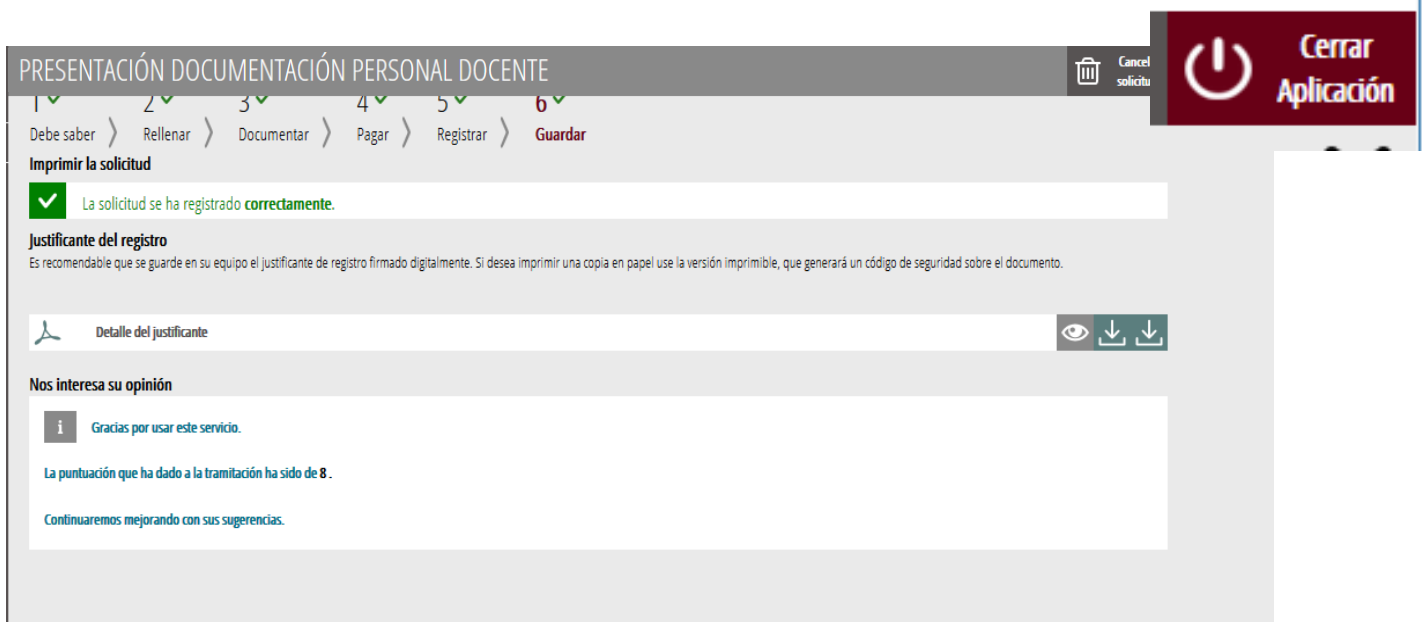 Cerrar
Aplicación
PRESENTACIÓN DOCUMENTACIÓN PERSONAL DOCENTE
1 2 3 4 5 6
Debe saber Rellenar Documentar Pagar Registrar Guardar
Imprimir la solicitud
La solicitud se ha registrado correctamente.
Justificante del registro
Es recomendable que se guarde en su equipo el justificante de registro firmado digitalmente. Si desea imprimir una copia en papel use la versión imprimible, que generará un código de seguridad sobre el documento.
Detalle del justificante
Nos interesa su opinión
i Gracias por usar este servicio.
La puntuación que ha dado a la tramitación ha sido de 8 .
Continuaremos mejorando con sus sugerencias.